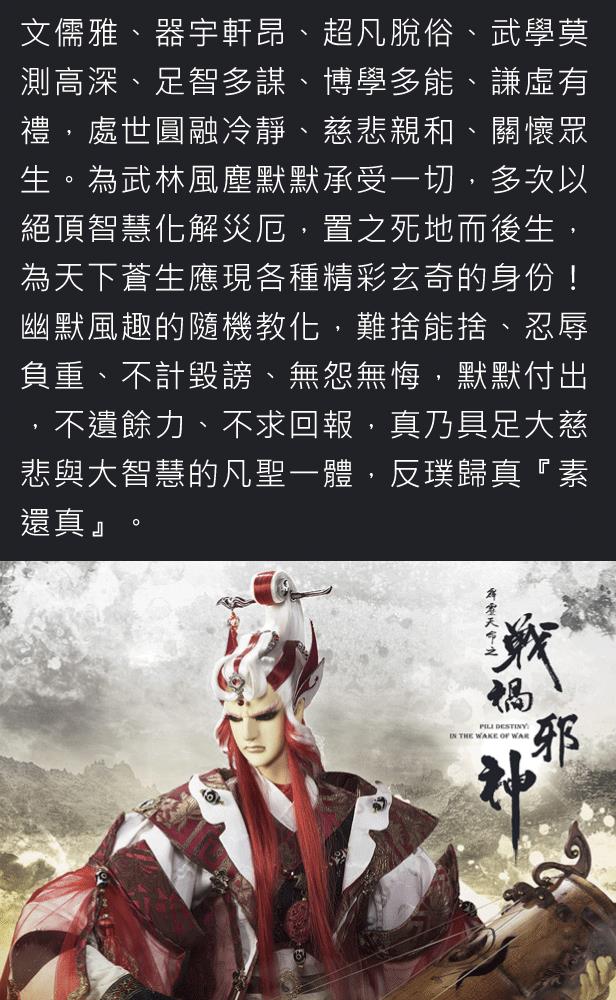 文儒雅、器宇軒昂、超凡脫俗、武學莫
測高深、足智多謀、博學多能、謙虛有
禮，處世圓融冷靜、慈悲親和、關懷眾
生。為武林風塵默默承受一切，多次以
絕頂智慧化解災厄，置之死地而後生，
為天下蒼生應現各種精彩玄奇的身份！
幽默風趣的隨機教化，難捨能捨、忍辱
負重、不計毀謗、無怨無悔，默默付出
，不遺餘力、不求回報，真乃具足大慈
悲與大智慧的凡聖一體，反璞歸真『素
還真』。
霹靂天命之
戰禍邪神
PILI DESTINY:
IN THE WAKE OF WAR